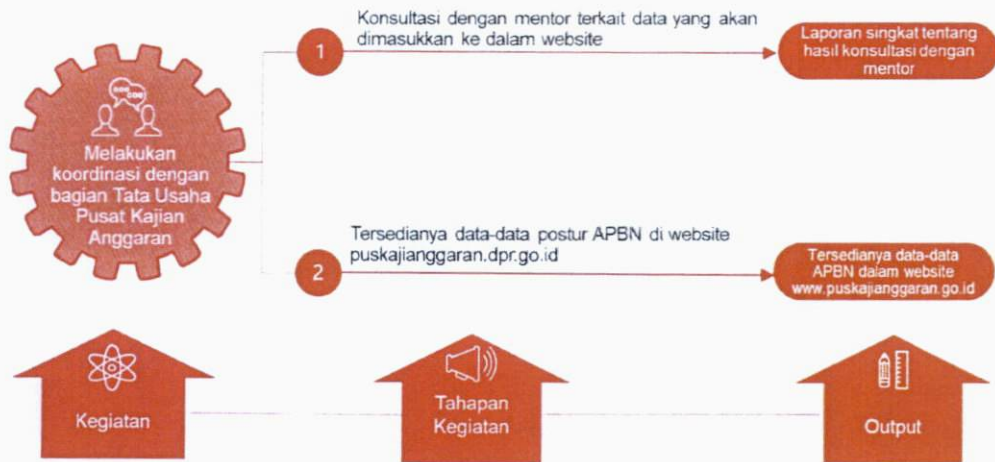 Konsultasi dengan mentor terkait data yang akan
dimasukkan ke dalam website
1
Laporan singkat tentang
hasil konsultasi dengan
mentor
Melakukan
koordinasi dengan
bagian Tata Usaha
Pusat Kajian
Anggaran
Tersedianya data-data postur APBN di website
puskajianggaran.dpr.go.id
2
Tersedianya data-data
APBN dalam website
www.puskajianggaran.go.id
Kegiatan
Tahapan
Kegiatan
Output